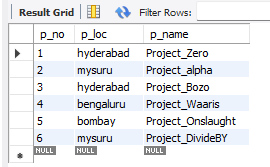 Result Grid Filter Rows:
p_no p_loc p_name
1 hyderabad Project_Zero
2 mysuru Project_alpha
3 hyderabad Project_Bozo
4 bengaluru Project_Waaris
5 bombay Project_Onslaught
6 mysuru Project_DivideBY
NULL NULL NULL